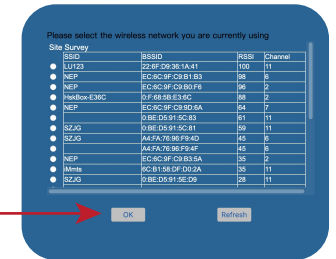 Please select the wireless network you are currently using
Site Survey
SSID BSSID RSSI Channel
LU123 22:6F:D9:36:1A:41 100 11
NEP EC:6C:9F:C9:B1:B3 98 6
NEP EC:6C:9F:C9:B0:F6 96 2
HskBox-E36C 0:F:68:5B:E3:6C 88 2
NEP EC:6C:9F:C9:9D:6A 64 7
0:BE:D5:91:5C:83 61 11
SZJG 0:BE:D5:91:5C:81 59 11
SZJG A4:FA:76:96:F9:4D 45 6
A4:FA:76:96:F9:4F 45 6
NEP EC:6C:9F:C9:B3:5A 35 2
iMmts 6C:B1:58:DF:D0:2A 35 11
SZJG 0:BE:D5:91:5E:D9 28 11
OK Refresh